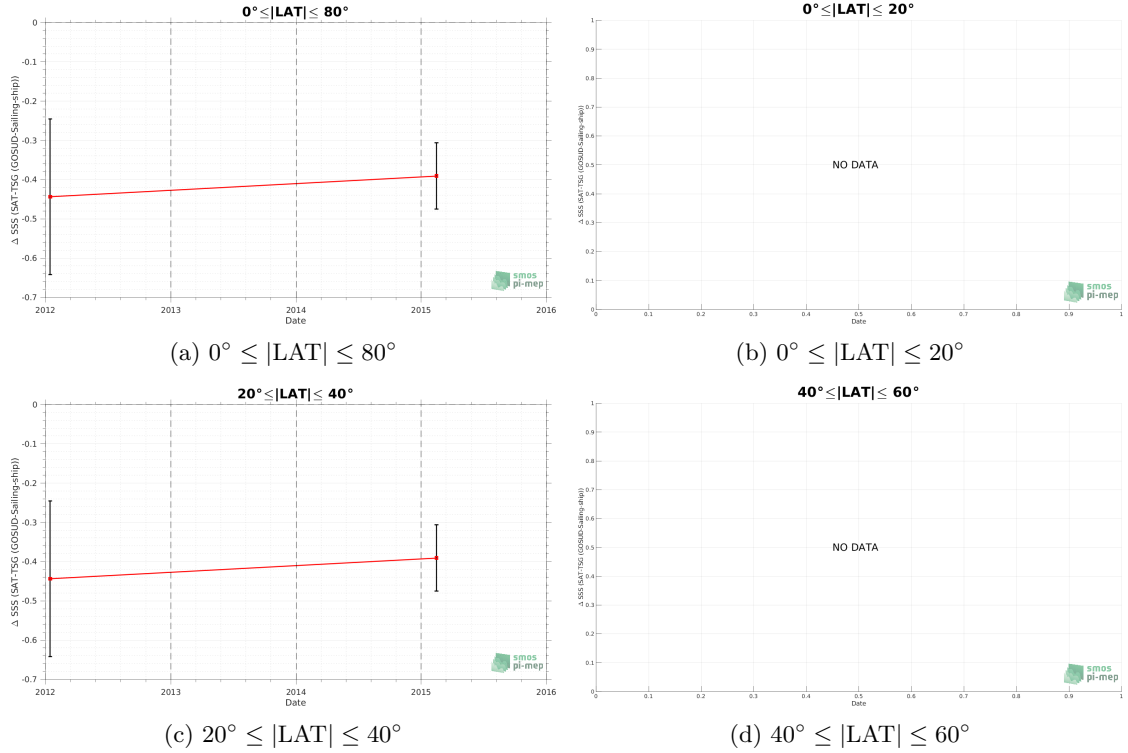 0°≤|LAT|≤ 80°
0
-0.1
-0.2
-0.3
-0.4
-0.5
-0.6
-0.7
Δ SSS (SAT-TSG (GOSUD-Sailing-ship))
2012
2013
2014
2015
2016
Date
smos
pi-mep
(a) 0° ≤ |LAT| ≤ 80°
0°≤|LAT|≤ 20°
1
0.9
0.8
0.7
0.6
0.5
0.4
0.3
0.2
0.1
0
Δ SSS (SAT-TSG (GOSUD-Sailing-ship))
NO DATA
0
0.1
0.2
0.3
0.4
0.5
0.6
0.7
0.8
0.9
1
Date
smos
pi-mep
(b) 0° ≤ |LAT| ≤ 20°
20°≤|LAT|≤ 40°
0
-0.1
-0.2
-0.3
-0.4
-0.5
-0.6
-0.7
Δ SSS (SAT-TSG (GOSUD-Sailing-ship))
2012
2013
2014
2015
2016
Date
smos
pi-mep
(c) 20° ≤ |LAT| ≤ 40°
40°≤|LAT|≤ 60°
1
0.9
0.8
0.7
0.6
0.5
0.4
0.3
0.2
0.1
0
Δ SSS (SAT-TSG (GOSUD-Sailing-ship))
NO DATA
0
0.1
0.2
0.3
0.4
0.5
0.6
0.7
0.8
0.9
1
Date
smos
pi-mep
(d) 40° ≤ |LAT| ≤ 60°